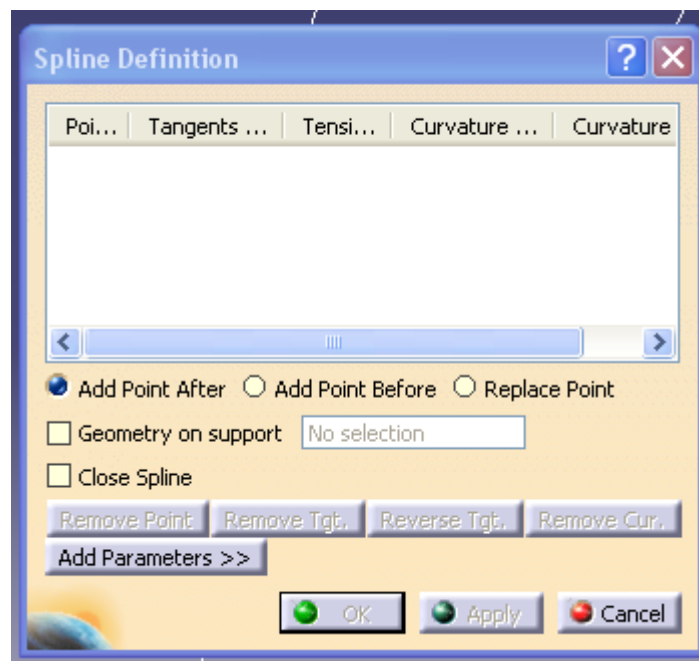 Spline Definition
Poi... Tangents ... Tensi... Curvature ... Curvature
Add Point After Add Point Before Replace Point
Geometry on support No selection
Close Spline
Remove Point Remove Tgt. Reverse Tgt. Remove Cur.
Add Parameters >>
OK Apply Cancel